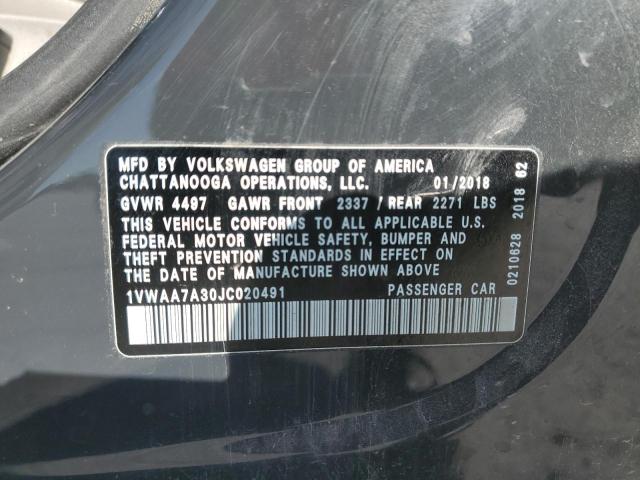 MFD BY VOLKSWAGEN GROUP OF AMERICA
CHATTANOOGA OPERATIONS, LLC. 01/2018
GVWR 4497 GAWR FRONT 2337 / REAR 2271 LBS
THIS VEHICLE CONFORMS TO ALL APPLICABLE U.S.
FEDERAL MOTOR VEHICLE SAFETY, BUMPER AND
THEFT PREVENTION STANDARDS IN EFFECT ON
THE DATE OF MANUFACTURE SHOWN ABOVE
1VWAA7A30JC020491 PASSENGER CAR
0210628 2018 62